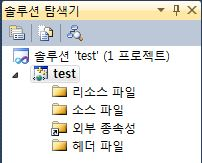 솔루션 탐색기
솔루션 'test' (1 프로젝트)
test
리소스 파일
소스 파일
외부 종속성
헤더 파일